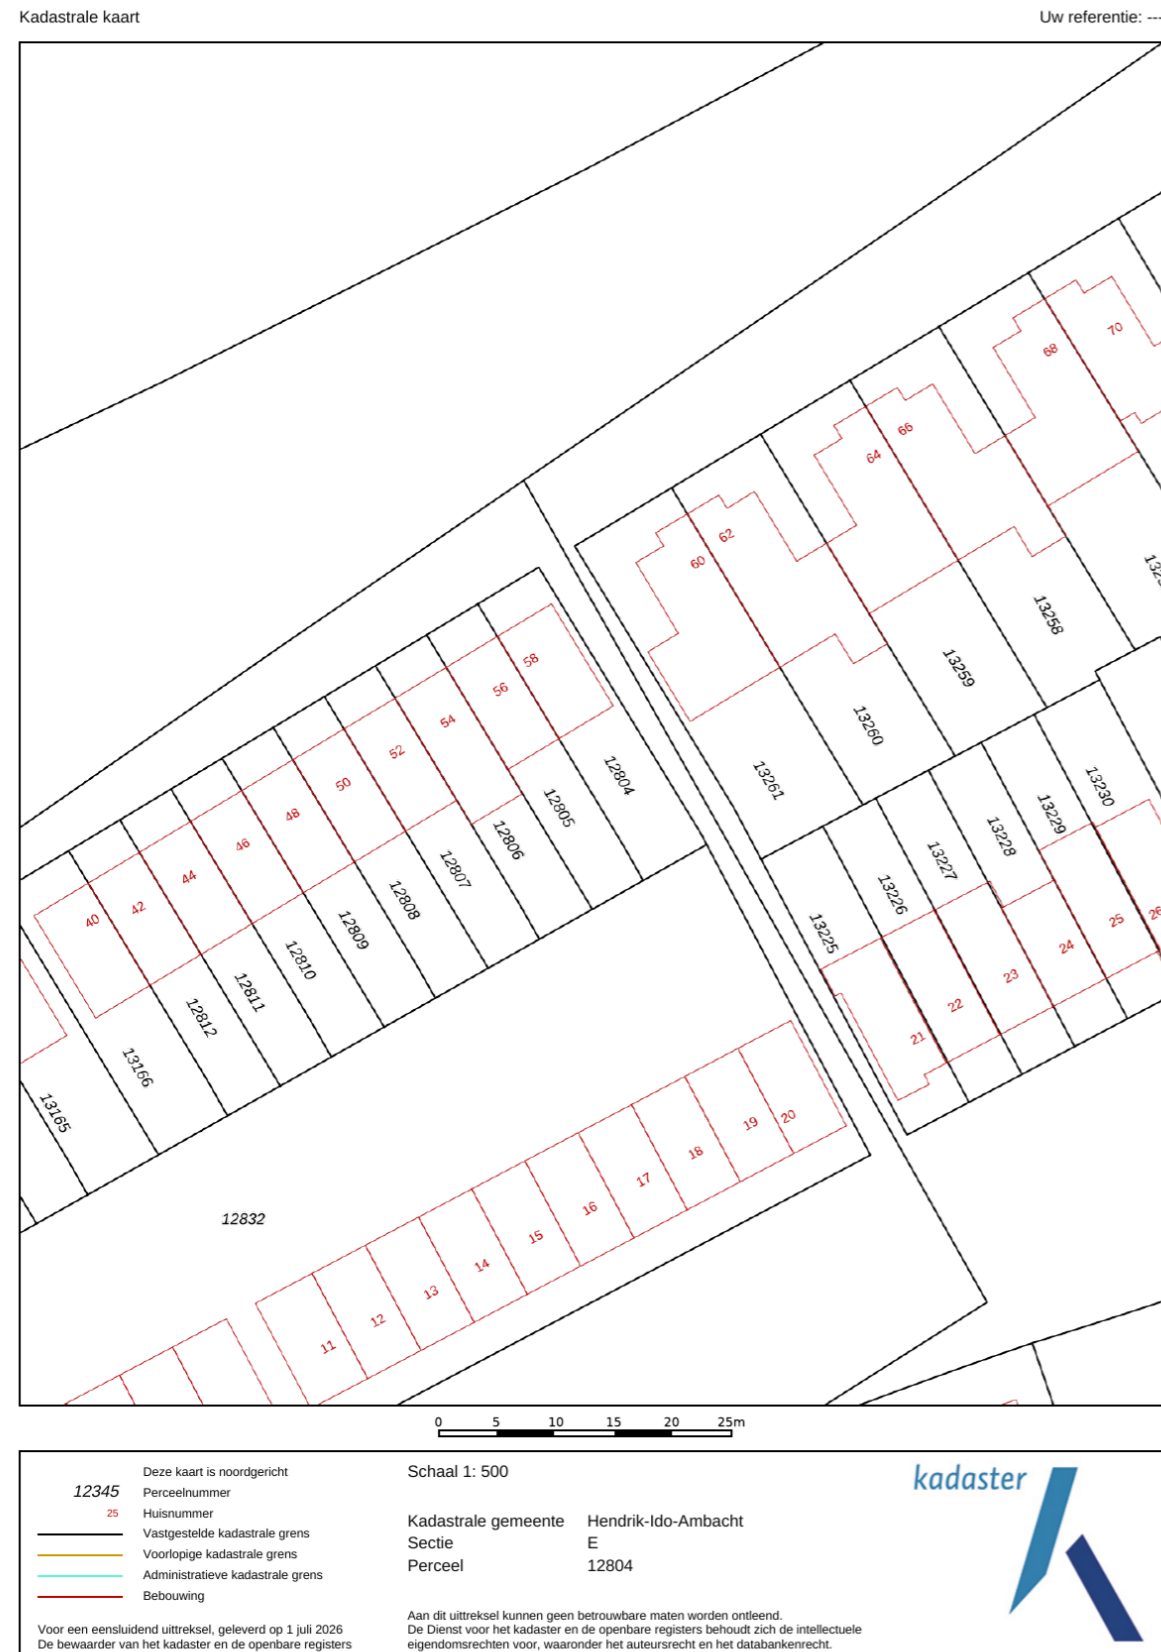 Kadastrale kaart
Uw referentie: ---
70
68
66
64
62
60
13258
13259
13260
13261
58
56
54
52
50
48
46
44
42
40
12804
12805
12806
12807
12808
12809
12810
12811
12812
13166
13165
13230
13229
13228
13227
13226
13225
26
25
24
23
22
21
20
19
18
17
16
15
14
13
12
11
12832
0 5 10 15 20 25m
Deze kaart is noordgericht
12345 Perceelnummer
25 Huisnummer
Vastgestelde kadastrale grens
Voorlopige kadastrale grens
Administratieve kadastrale grens
Bebouwing
Voor een eensluidend uittreksel, geleverd op 1 juli 2026
De bewaarder van het kadaster en de openbare registers
Schaal 1: 500
Kadastrale gemeente Hendrik-Ido-Ambacht
Sectie E
Perceel 12804
Aan dit uittreksel kunnen geen betrouwbare maten worden ontleend.
De Dienst voor het kadaster en de openbare registers behoudt zich de intellectuele
eigendomsrechten voor, waaronder het auteursrecht en het databankenrecht.
kadaster